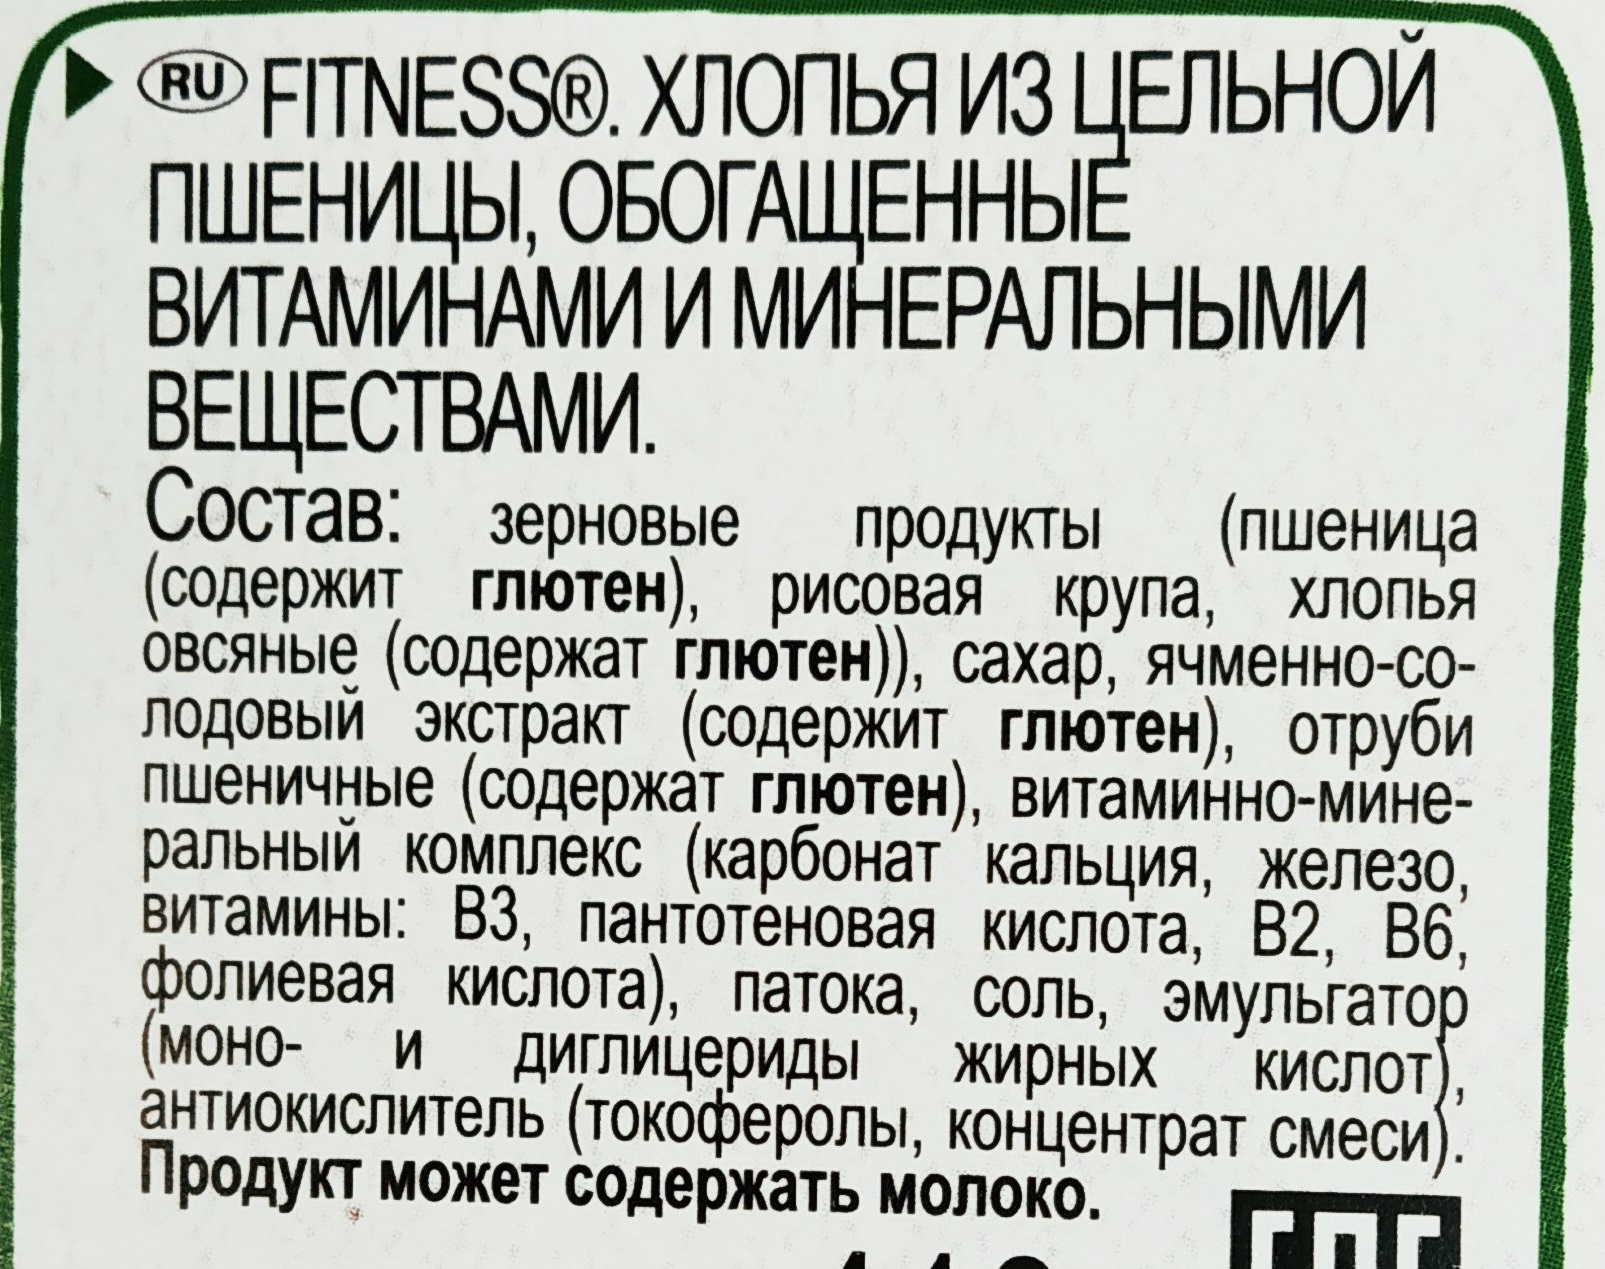 RU FITNESS®. ХЛОПЬЯ ИЗ ЦЕЛЬНОЙ
ПШЕНИЦЫ, ОБОГАЩЕННЫЕ
ВИТАМИНАМИ И МИНЕРАЛЬНЫМИ
ВЕЩЕСТВАМИ.
Состав: зерновые продукты (пшеница
(содержит глютен), рисовая крупа, хлопья
овсяные (содержат глютен)), сахар, ячменно-со-
лодовый экстракт (содержит глютен), отруби
пшеничные (содержат глютен), витаминно-мине-
ральный комплекс (карбонат кальция, железо,
витамины: В3, пантотеновая кислота, В2, В6,
фолиевая кислота), патока, соль, эмульгатор
(моно- и диглицериды жирных кислот),
антиокислитель (токоферолы, концентрат смеси).
Продукт может содержать молоко.